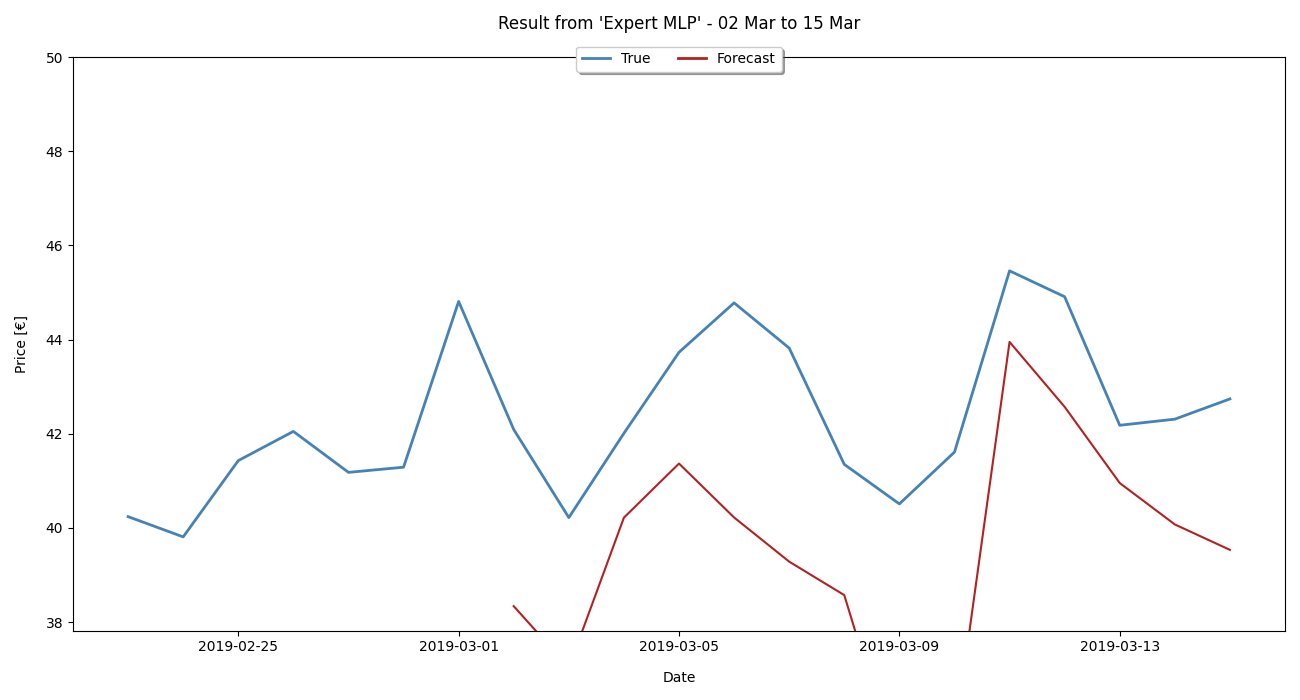 Result from 'Expert MLP' - 02 Mar to 15 Mar
True Forecast
50
48
46
44
42
40
38
Price [€]
2019-02-25 2019-03-01 2019-03-05 2019-03-09 2019-03-13
Date